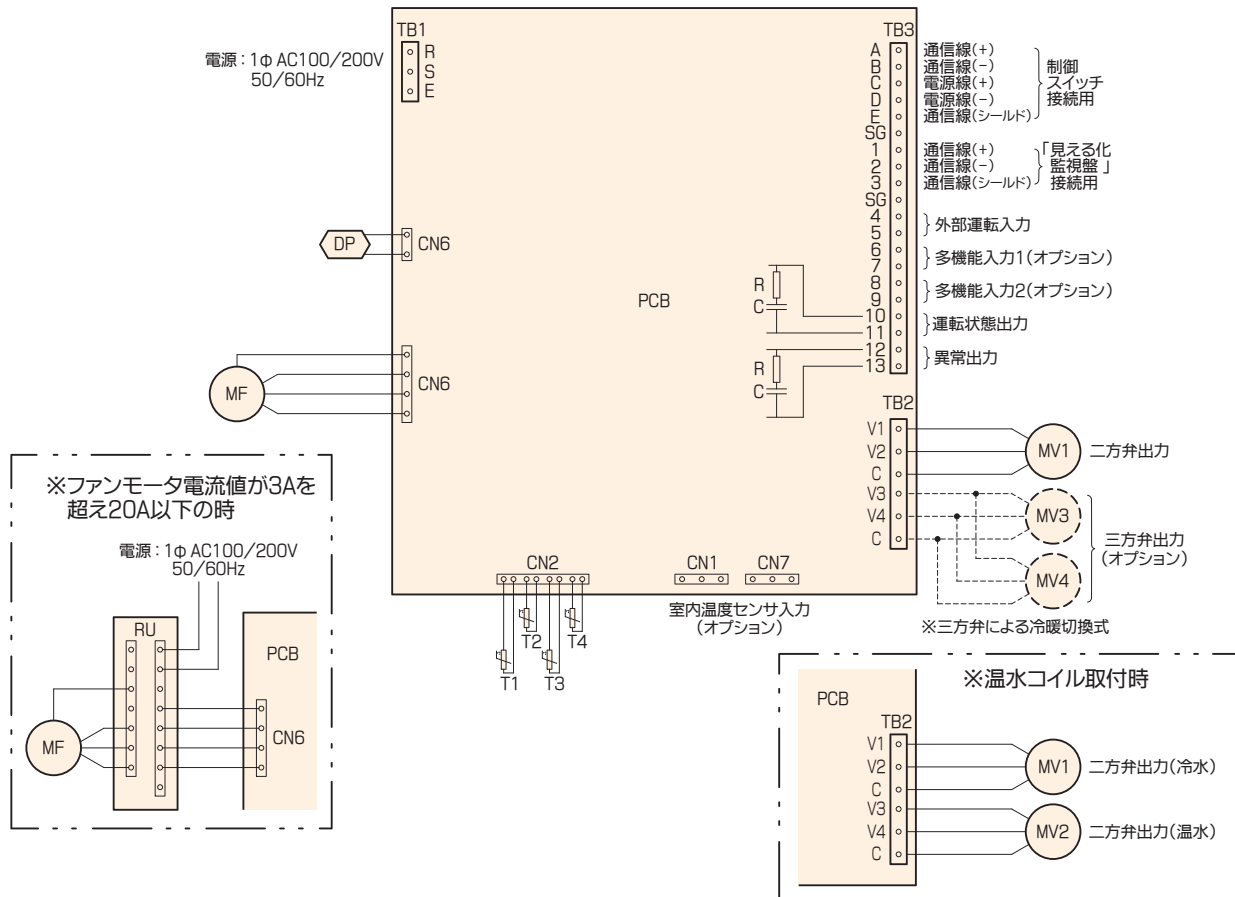 TB1
R
S
E
電源：1φ AC100/200V
50/60Hz
TB3
A
B
C
D
E
SG
1
2
3
SG
4
5
6
7
8
9
10
11
12
13
通信線(+)
通信線(-)
電源線(+)
電源線(-)
通信線(シールド)
制御
スイッチ
接続用
通信線(+)
通信線(-)
通信線(シールド)
「見える化
監視盤」
接続用
外部運転入力
多機能入力1(オプション)
多機能入力2(オプション)
運転状態出力
異常出力
DP
CN6
PCB
R
C
R
C
MF
CN6
TB2
V1
V2
C
V3
V4
C
MV1
二方弁出力
MV3
MV4
三方弁出力
(オプション)
※三方弁による冷暖切換式
CN2
T1
T2
T3
T4
CN1
CN7
室内温度センサ入力
(オプション)
※ファンモータ電流値が3Aを
超え20A以下の時
電源：1φ AC100/200V
50/60Hz
RU
PCB
MF
CN6
※温水コイル取付時
PCB
TB2
V1
V2
C
V3
V4
C
MV1
二方弁出力(冷水)
MV2
二方弁出力(温水)